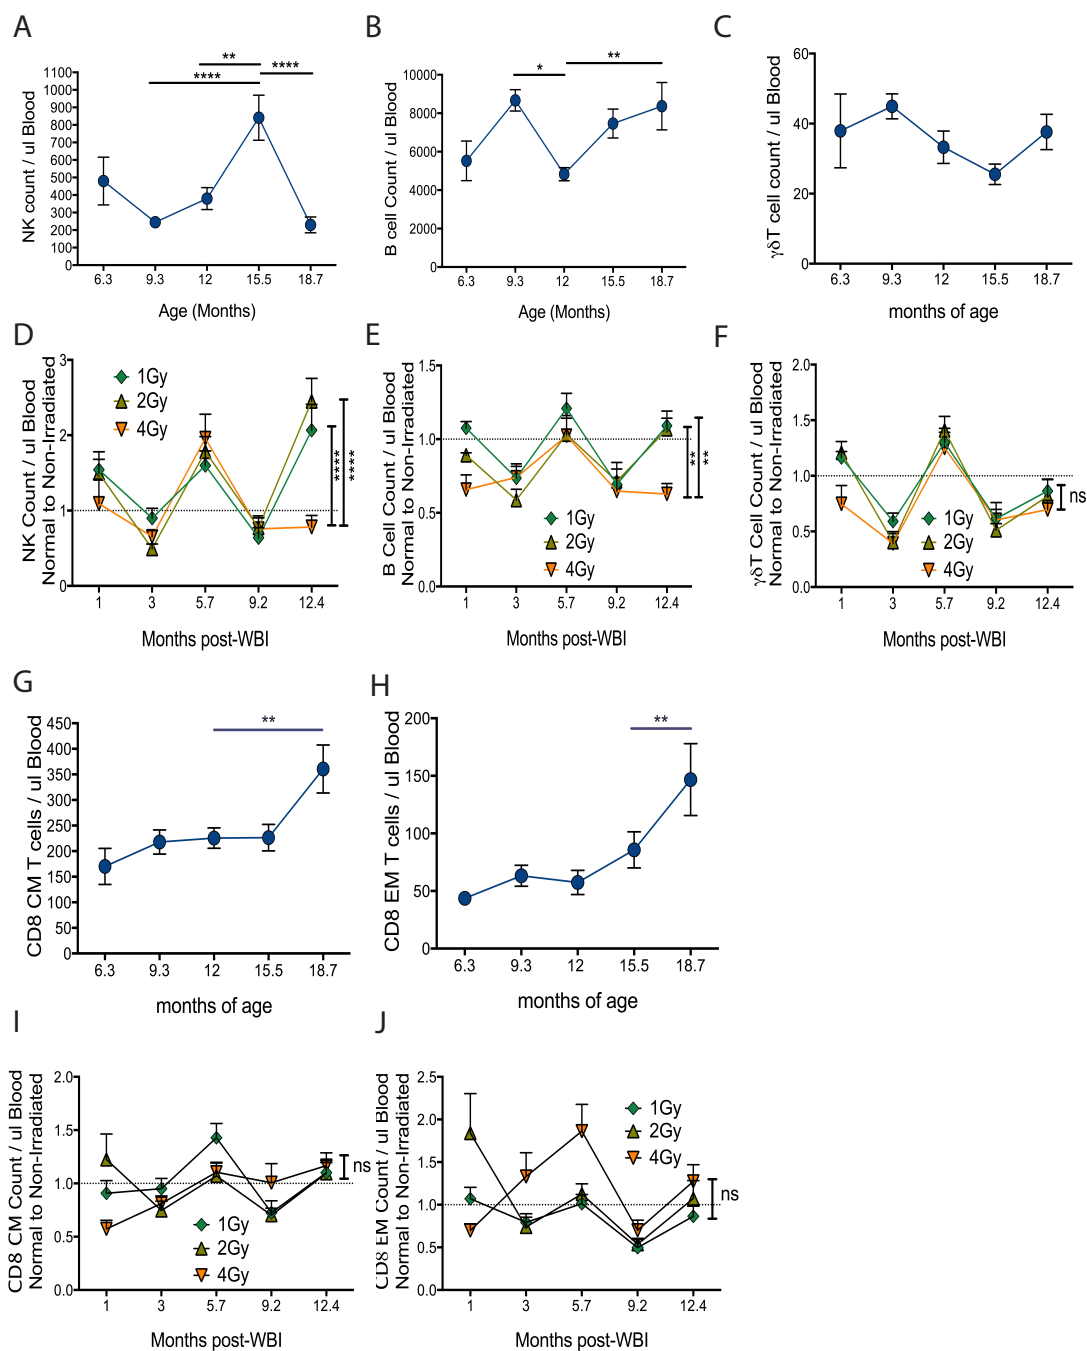 A
NK count / ul Blood
1100
1000
900
800
700
600
500
400
300
200
100
0
**
****
****
6.3 9.3 12 15.5 18.7
Age (Months)
B
B cell Count / ul Blood
10000
8000
6000
4000
2000
0
*
**
6.3 9.3 12 15.5 18.7
Age (Months)
C
γδT cell count / ul Blood
60
40
20
0
6.3 9.3 12 15.5 18.7
months of age
D
NK Count / ul Blood
Normal to Non-Irradiated
3
2
1
0
1Gy
2Gy
4Gy
****
****
1 3 5.7 9.2 12.4
Months post-WBI
E
B Cell Count / ul Blood
Normal to Non-Irradiated
1.5
1.0
0.5
0.0
1Gy
2Gy
4Gy
**
**
1 3 5.7 9.2 12.4
Months post-WBI
F
γδT Cell Count / ul Blood
Normal to Non-Irradiated
2.0
1.5
1.0
0.5
0.0
1Gy
2Gy
4Gy
ns
1 3 5.7 9.2 12.4
Months post-WBI
G
CD8 CM T cells / ul Blood
450
400
350
300
250
200
150
100
50
0
**
6.3 9.3 12 15.5 18.7
months of age
H
CD8 EM T cells / ul Blood
200
150
100
50
0
**
6.3 9.3 12 15.5 18.7
months of age
I
CD8 CM Count / ul Blood
Normal to Non-Irradiated
2.0
1.5
1.0
0.5
0.0
1Gy
2Gy
4Gy
ns
1 3 5.7 9.2 12.4
Months post-WBI
J
CD8 EM Count / ul Blood
Normal to Non-Irradiated
2.5
2.0
1.5
1.0
0.5
0.0
1Gy
2Gy
4Gy
ns
1 3 5.7 9.2 12.4
Months post-WBI